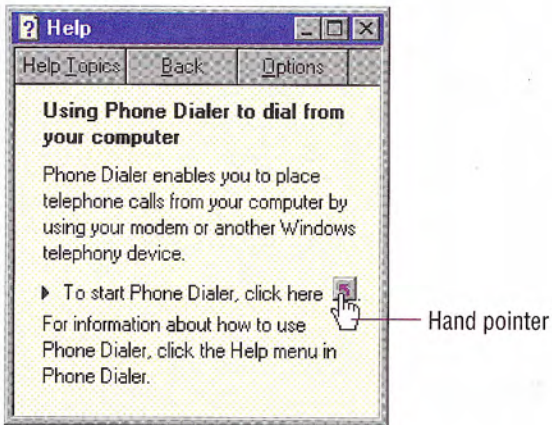 ? Help
Help Topics Back Options
Using Phone Dialer to dial from
your computer
Phone Dialer enables you to place
telephone calls from your computer by
using your modem or another Windows
telephony device.
To start Phone Dialer, click here .
For information about how to use
Phone Dialer, click the Help menu in
Phone Dialer.
Hand pointer